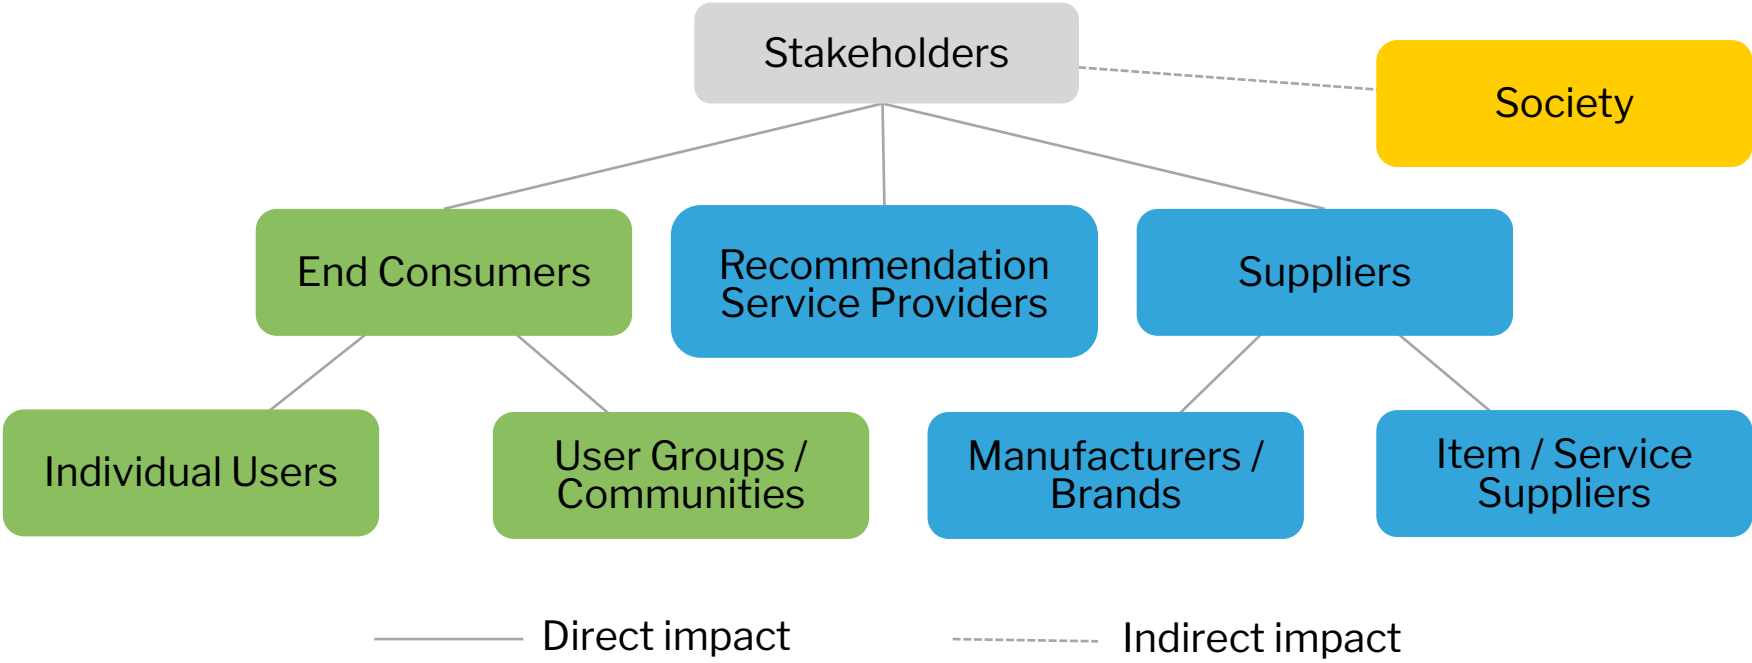 Stakeholders
Society
End Consumers
Recommendation
Service Providers
Suppliers
Individual Users
User Groups /
Communities
Manufacturers /
Brands
Item / Service
Suppliers
Direct impact
Indirect impact